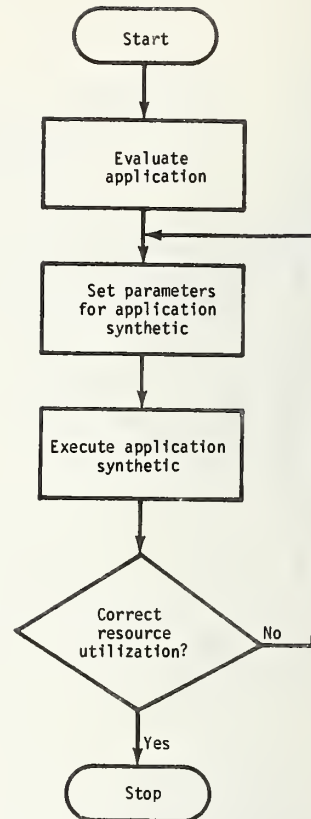 Start
Evaluate
application
Set parameters
for application
synthetic
Execute application
synthetic
Correct
resource
utilization?
No
Yes
Stop